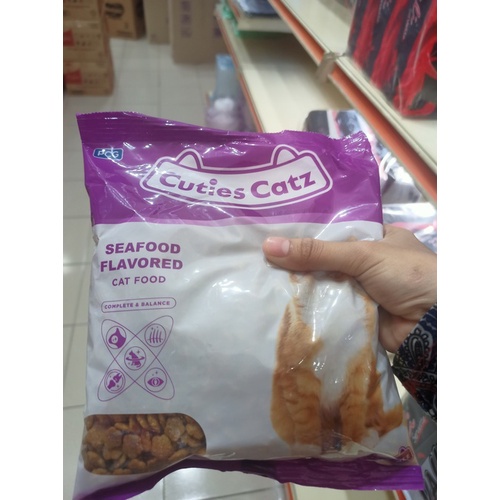 Cuties Catz
SEAFOOD
FLAVORED
CAT FOOD
COMPLETE & BALANCE